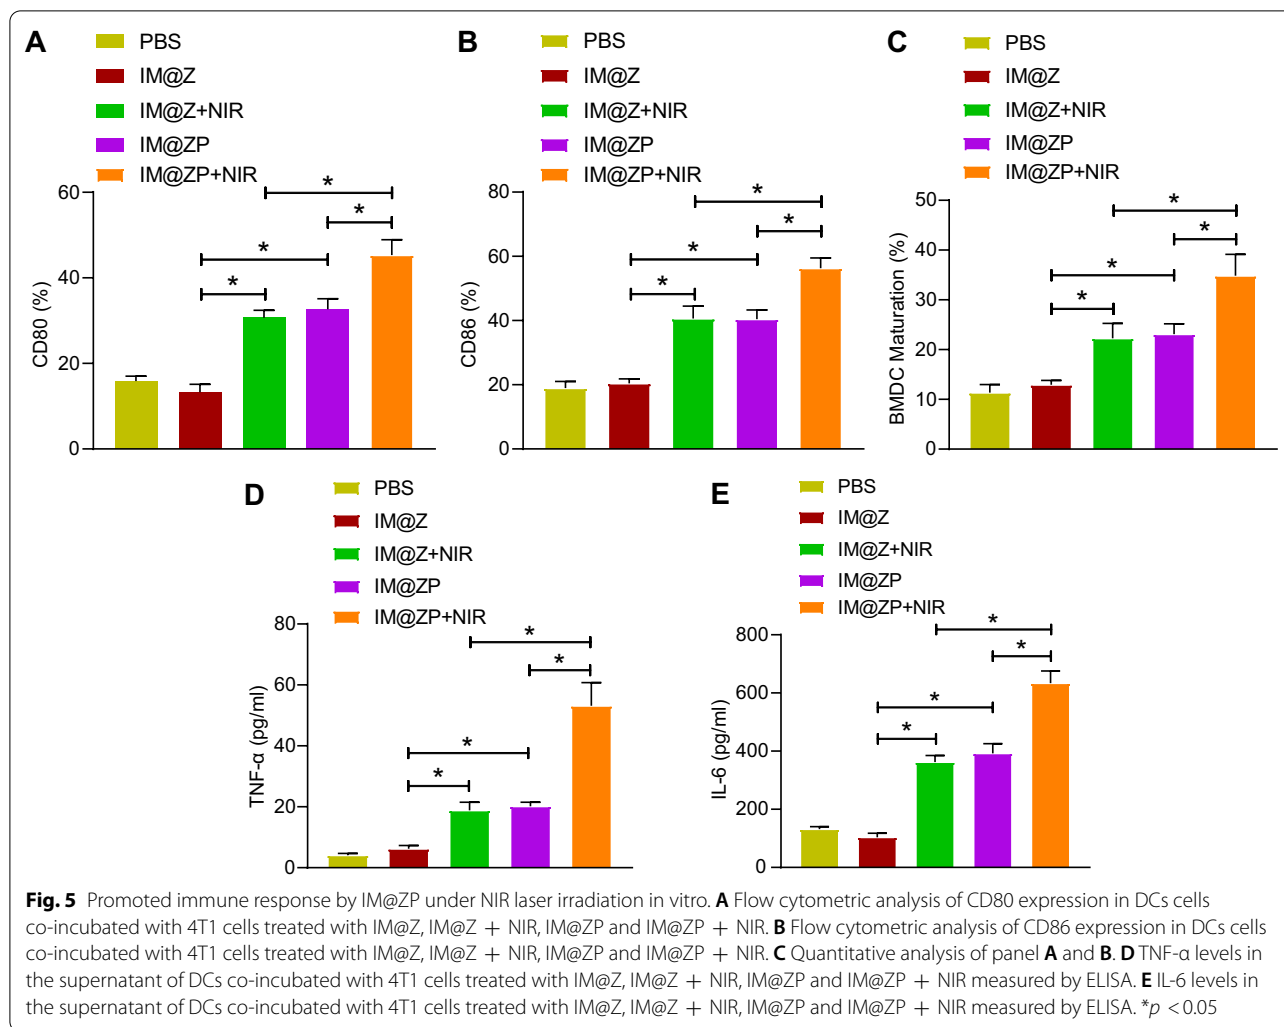 A
PBS
IM@Z
IM@Z+NIR
IM@ZP
IM@ZP+NIR
60
40
20
0
CD80 (%)
*
*
*
*
B
PBS
IM@Z
IM@Z+NIR
IM@ZP
IM@ZP+NIR
80
60
40
20
0
CD86 (%)
*
*
*
*
C
PBS
IM@Z
IM@Z+NIR
IM@ZP
IM@ZP+NIR
50
40
30
20
10
0
BMDC Maturation (%)
*
*
*
*
D
PBS
IM@Z
IM@Z+NIR
IM@ZP
IM@ZP+NIR
80
60
40
20
0
TNF-α (pg/ml)
*
*
*
*
E
PBS
IM@Z
IM@Z+NIR
IM@ZP
IM@ZP+NIR
800
600
400
200
0
IL-6 (pg/ml)
*
*
*
*
Fig. 5 Promoted immune response by IM@ZP under NIR laser irradiation in vitro. A Flow cytometric analysis of CD80 expression in DCs cells
co-incubated with 4T1 cells treated with IM@Z, IM@Z + NIR, IM@ZP and IM@ZP + NIR. B Flow cytometric analysis of CD86 expression in DCs cells
co-incubated with 4T1 cells treated with IM@Z, IM@Z + NIR, IM@ZP and IM@ZP + NIR. C Quantitative analysis of panel A and B. D TNF-α levels in
the supernatant of DCs co-incubated with 4T1 cells treated with IM@Z, IM@Z + NIR, IM@ZP and IM@ZP + NIR measured by ELISA. E IL-6 levels in
the supernatant of DCs co-incubated with 4T1 cells treated with IM@Z, IM@Z + NIR, IM@ZP and IM@ZP + NIR measured by ELISA. *p < 0.05